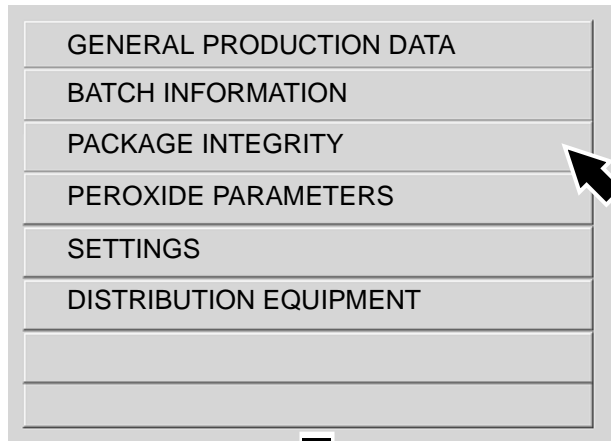 GENERAL PRODUCTION DATA
BATCH INFORMATION
PACKAGE INTEGRITY
PEROXIDE PARAMETERS
SETTINGS
DISTRIBUTION EQUIPMENT